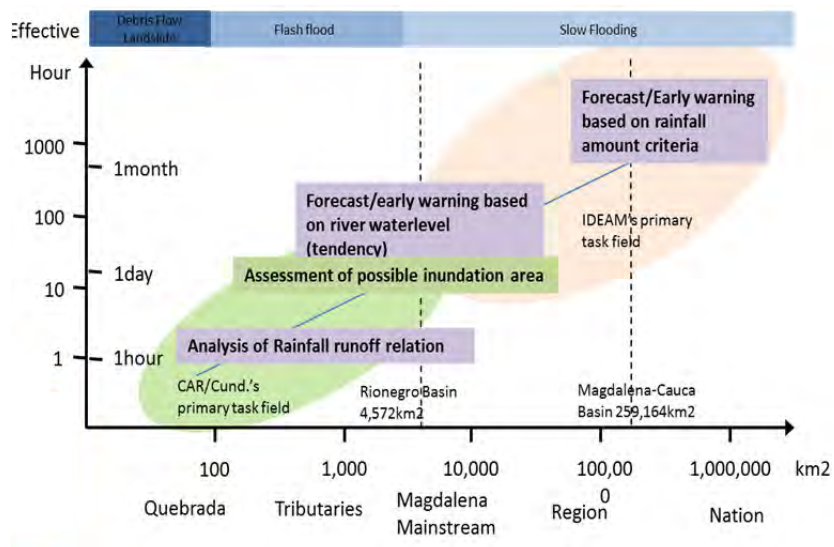 Effective
Debris Flow
Landslide
Flash flood
Slow Flooding
Hour
1000
100
10
1
1month
1day
1hour
Forecast/Early warning
based on rainfall
amount criteria
Forecast/early warning based
on river waterlevel
(tendency)
IDEAM's primary
task field
Assessment of possible inundation area
Analysis of Rainfall runoff relation
CAR/Cund.'s
primary task field
Rionegro Basin
4,572km2
Magdalena-Cauca
Basin 259,164km2
100
1,000
10,000
100,00
0
1,000,000
km2
Quebrada
Tributaries
Magdalena
Mainstream
Region
Nation